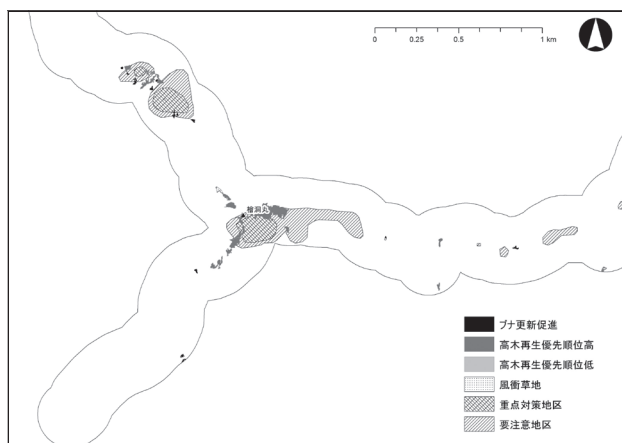 0 0.25 0.5 1 km
檜洞丸
ブナ更新促進
高木再生優先順位高
高木再生優先順位低
風衝草地
重点対策地区
要注意地区